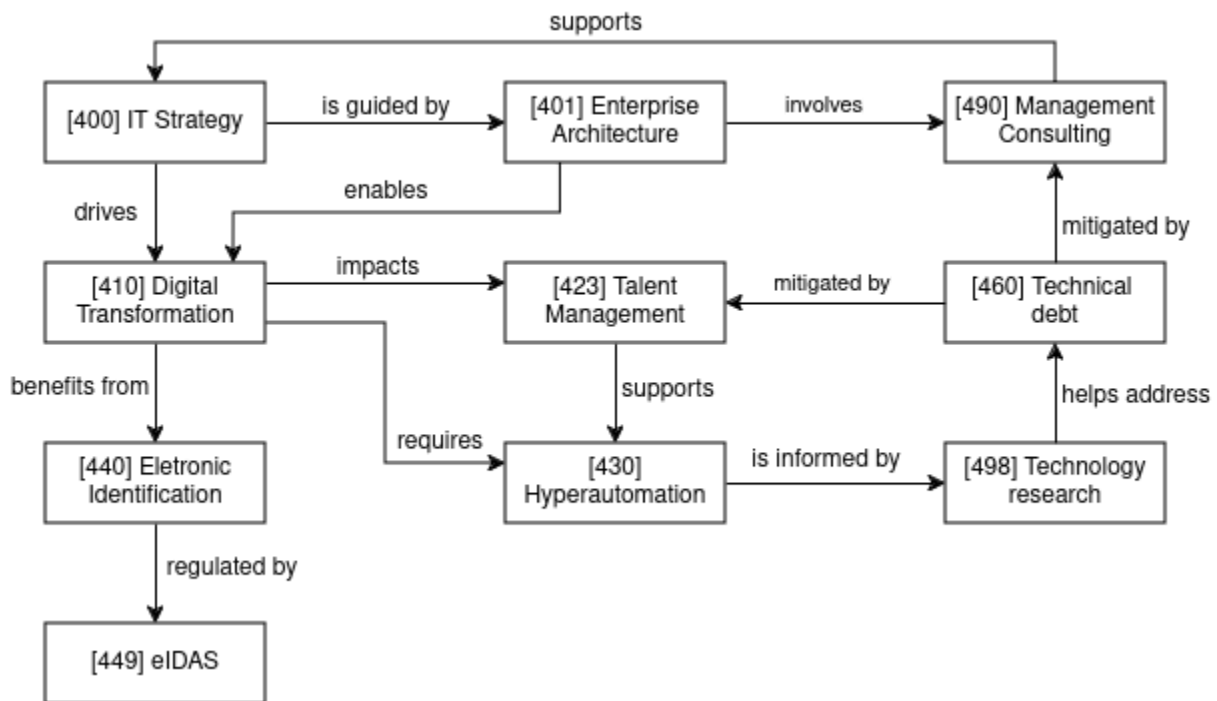 supports
[400] IT Strategy
is guided by
[401] Enterprise
Architecture
involves
[490] Management
Consulting
drives
enables
mitigated by
[410] Digital
Transformation
impacts
[423] Talent
Management
mitigated by
[460] Technical
debt
benefits from
supports
helps address
requires
[440] Eletronic
Identification
[430]
Hyperautomation
is informed by
[498] Technology
research
regulated by
[449] eIDAS